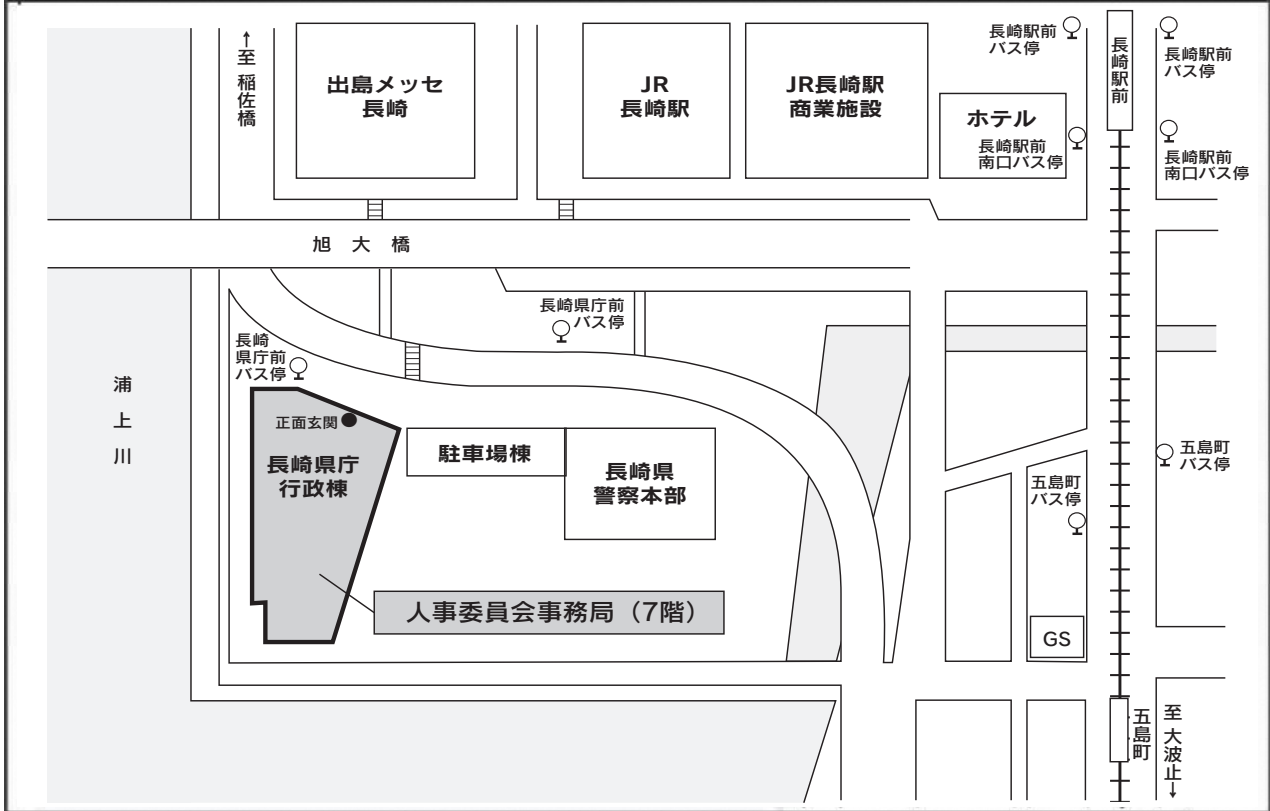 ↑至 稲佐橋
出島メッセ
長崎
JR
長崎駅
JR長崎駅
商業施設
長崎駅前
バス停
ホテル
長崎駅前
南口バス停
長崎駅前
長崎駅前
バス停
長崎駅前
南口バス停
旭大橋
浦上川
長崎
県庁前
バス停
長崎県庁前
バス停
正面玄関
長崎県庁
行政棟
駐車場棟
長崎県
警察本部
人事委員会事務局（7階）
五島町
バス停
五島町
バス停
GS
五島町
至 大波止↓